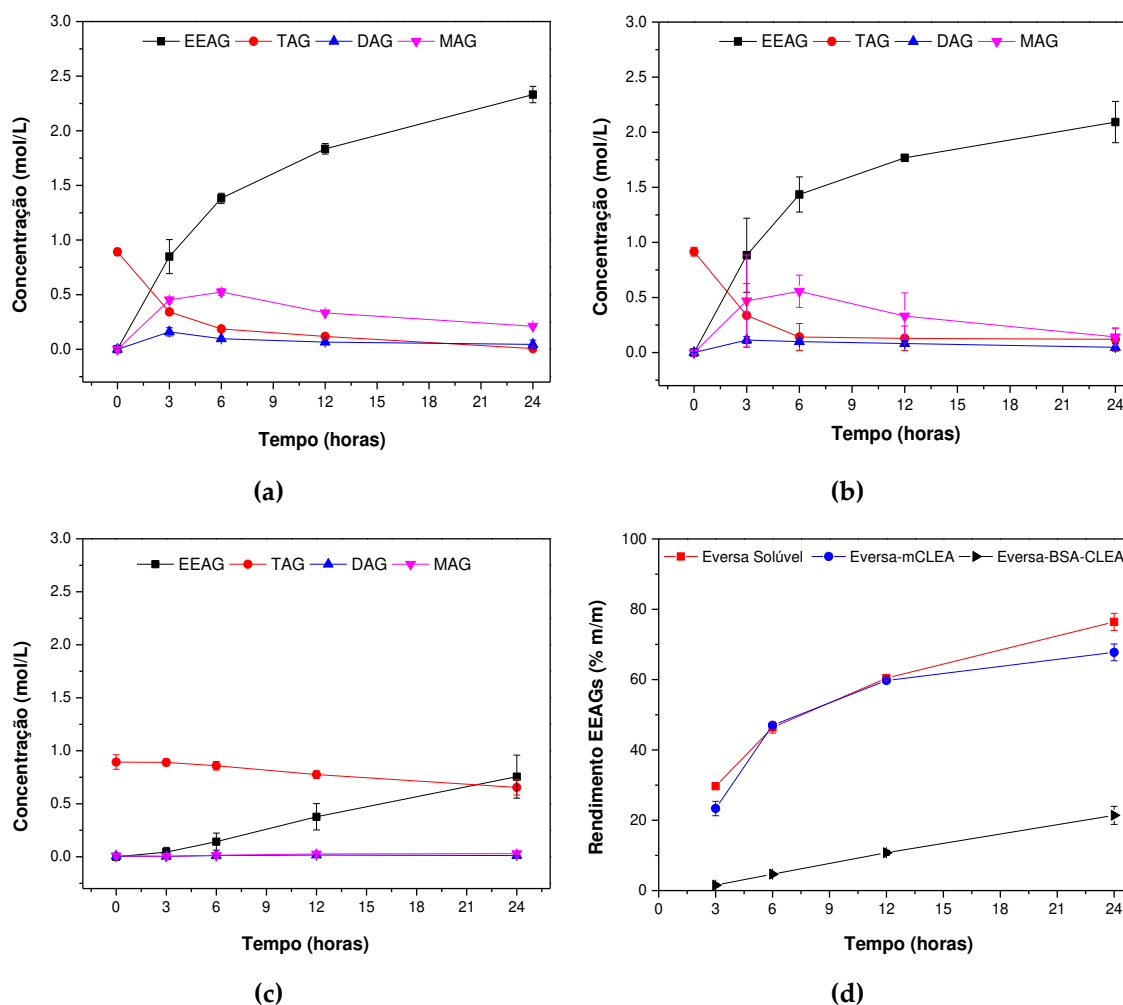 EEAG TAG DAG MAG
Concentração (mol/L)
3.0
2.5
2.0
1.5
1.0
0.5
0.0
0 3 6 9 12 15 18 21 24
Tempo (horas)
(a)
EEAG TAG DAG MAG
Concentração (mol/L)
3.0
2.5
2.0
1.5
1.0
0.5
0.0
0 3 6 9 12 15 18 21 24
Tempo (horas)
(b)
EEAG TAG DAG MAG
Concentração (mol/L)
3.0
2.5
2.0
1.5
1.0
0.5
0.0
0 3 6 9 12 15 18 21 24
Tempo (horas)
(c)
Eversa Solúvel Eversa-mCLEA Eversa-BSA-CLEA
Rendimento EEAGs (% m/m)
100
80
60
40
20
0
0 3 6 9 12 15 18 21 24
Tempo (horas)
(d)